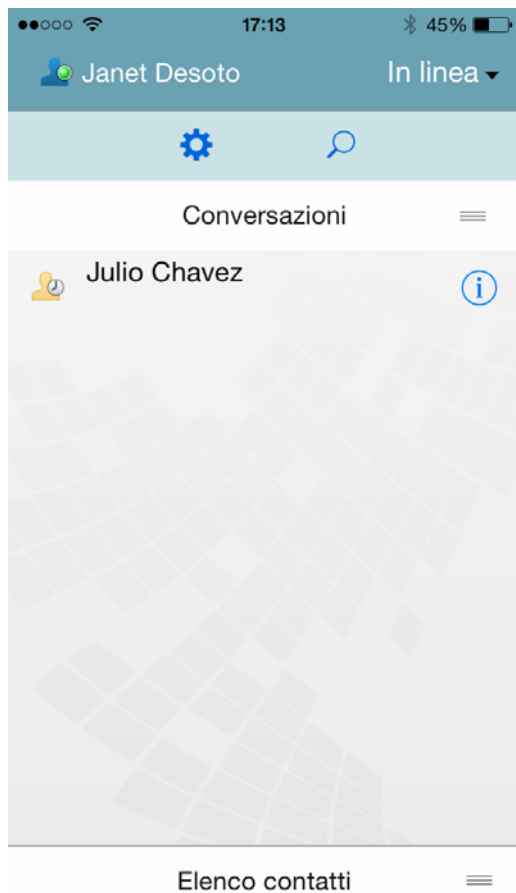 17:13
45%
Janet Desoto
In linea
Conversazioni
Julio Chavez
i
Elenco contatti